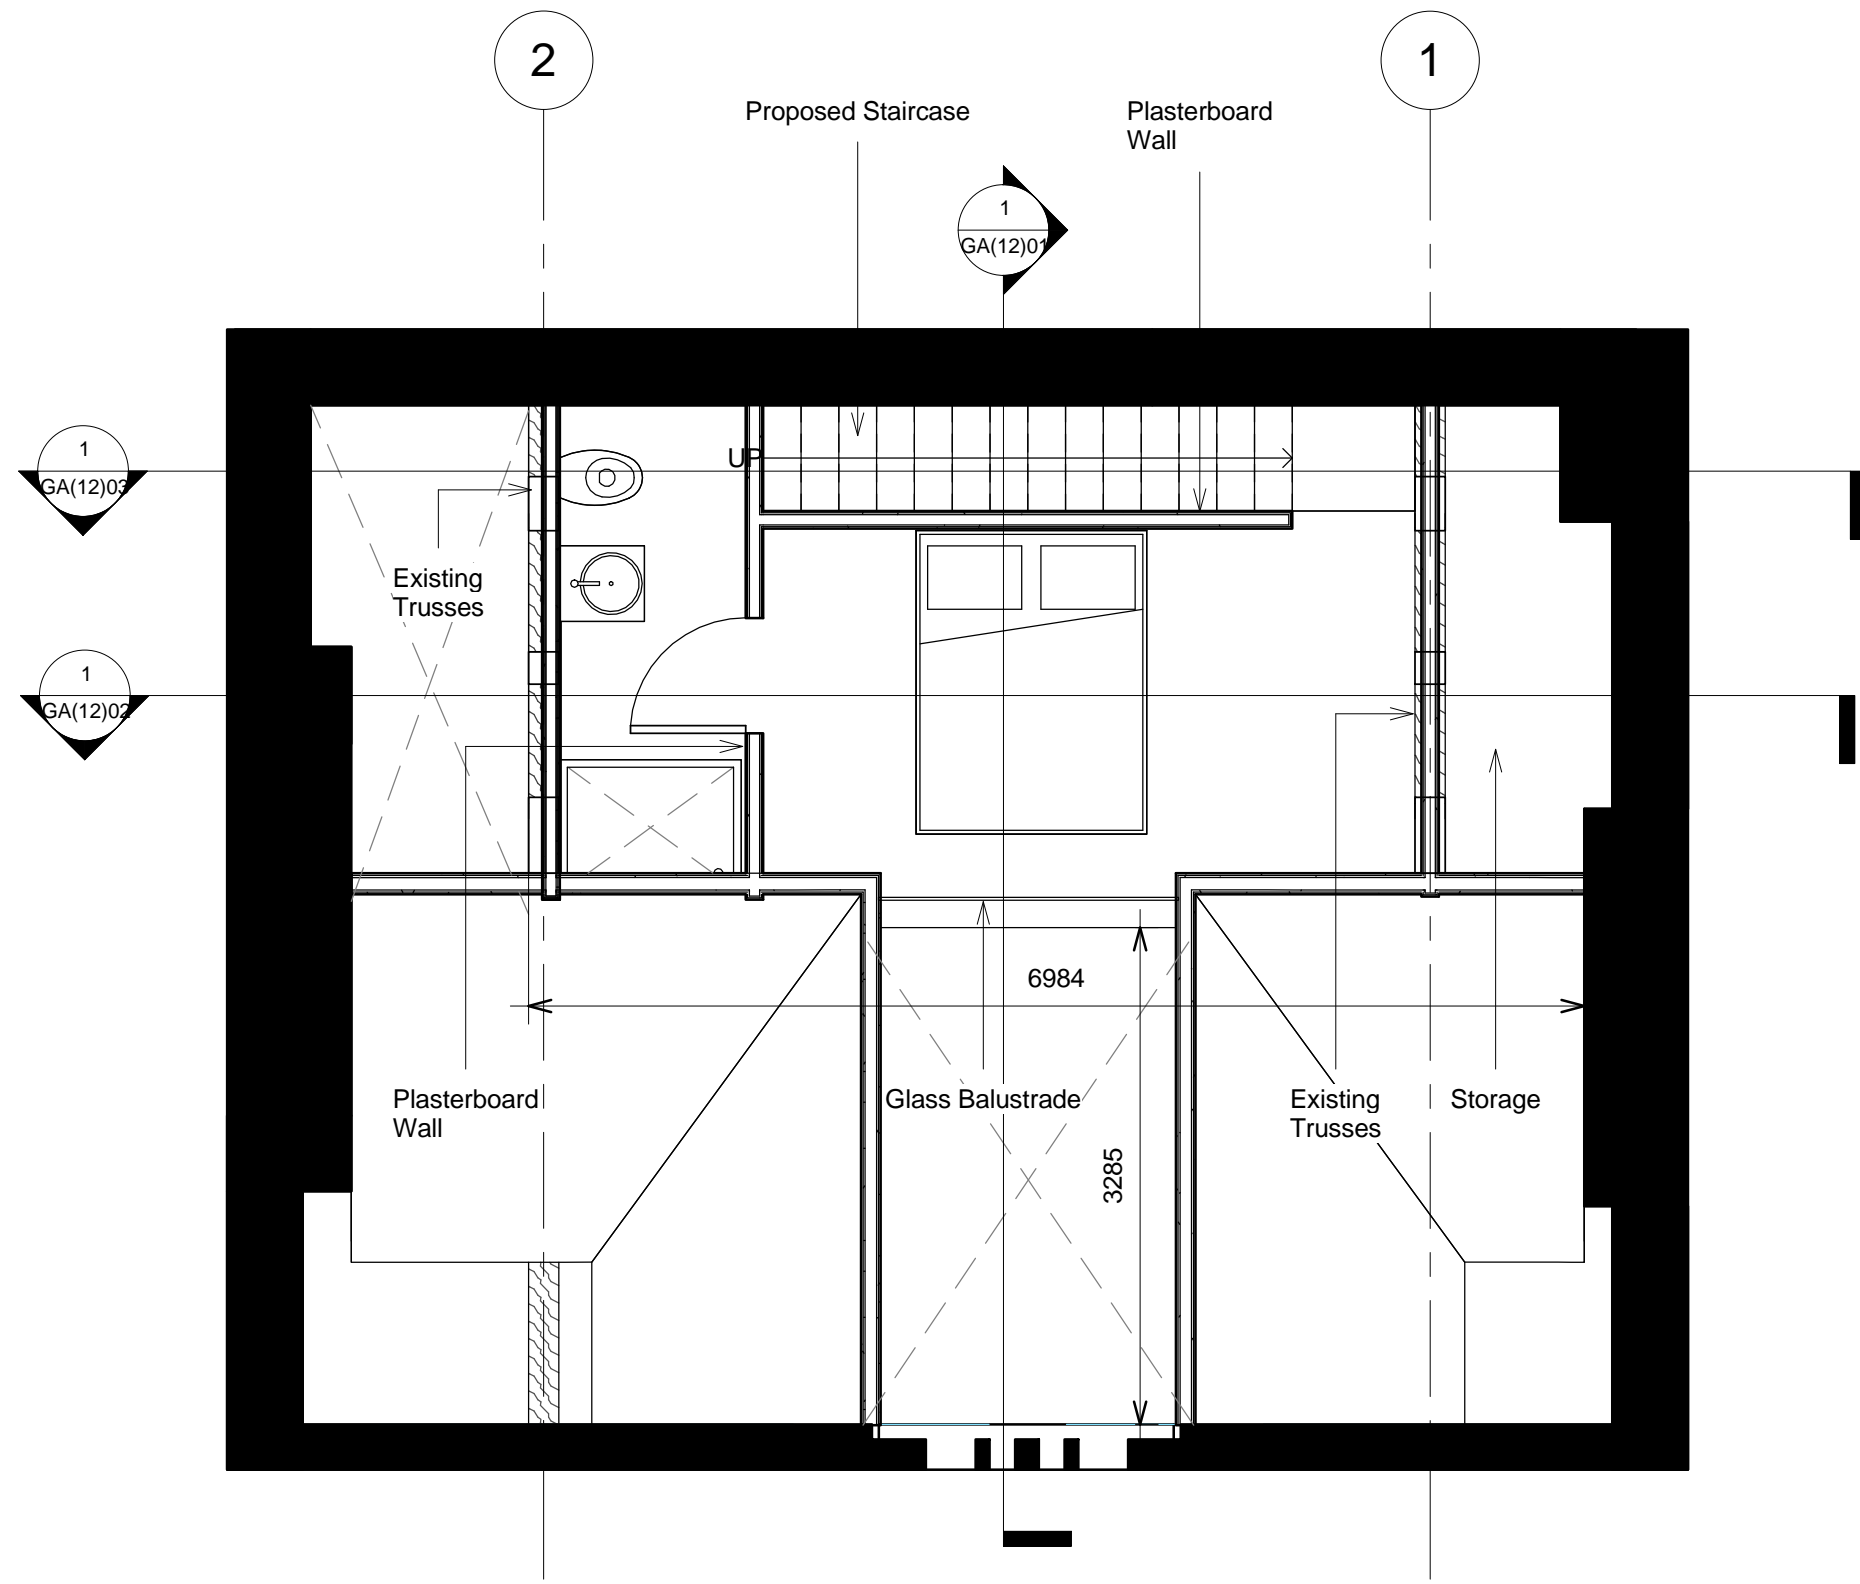 2
1
Proposed Staircase
Plasterboard
Wall
1
GA(12)01
1
GA(12)03
UP
Existing
Trusses
1
GA(12)02
6984
Plasterboard
Wall
Glass Balustrade
Existing
Trusses
Storage
3285